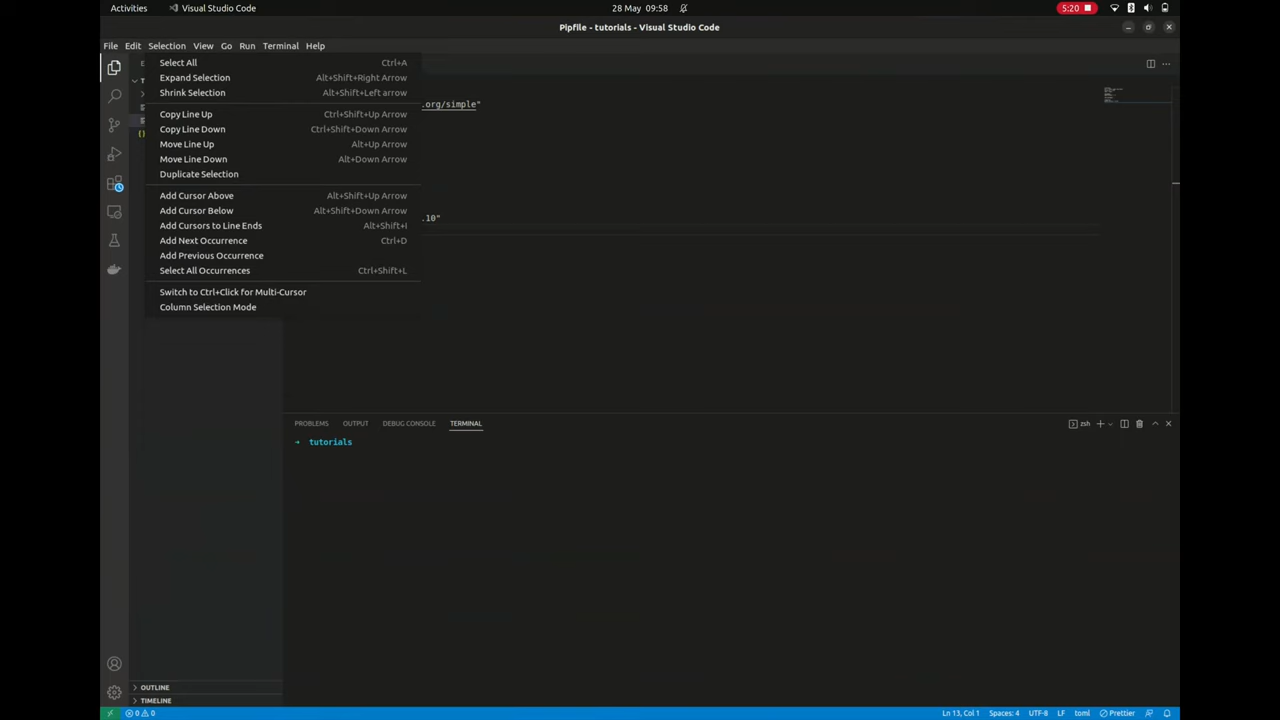 Activities Visual Studio Code 28 May 09:58 5:20
Pipfile - tutorials - Visual Studio Code
File Edit Selection View Go Run Terminal Help
Select All Ctrl+A
Expand Selection Alt+Shift+Right Arrow
Shrink Selection Alt+Shift+Left arrow
.org/simple"
Copy Line Up Ctrl+Shift+Up Arrow
Copy Line Down Ctrl+Shift+Down Arrow
Move Line Up Alt+Up Arrow
Move Line Down Alt+Down Arrow
Duplicate Selection
Add Cursor Above Alt+Shift+Up Arrow
Add Cursor Below Alt+Shift+Down Arrow
.10"
Add Cursors to Line Ends Alt+Shift+I
Add Next Occurrence Ctrl+D
Add Previous Occurrence
Select All Occurrences Ctrl+Shift+L
Switch to Ctrl+Click for Multi-Cursor
Column Selection Mode
PROBLEMS OUTPUT DEBUG CONSOLE TERMINAL zsh
→ tutorials
OUTLINE
TIMELINE
0 0 Ln 13, Col 1 Spaces: 4 UTF-8 LF toml Prettier